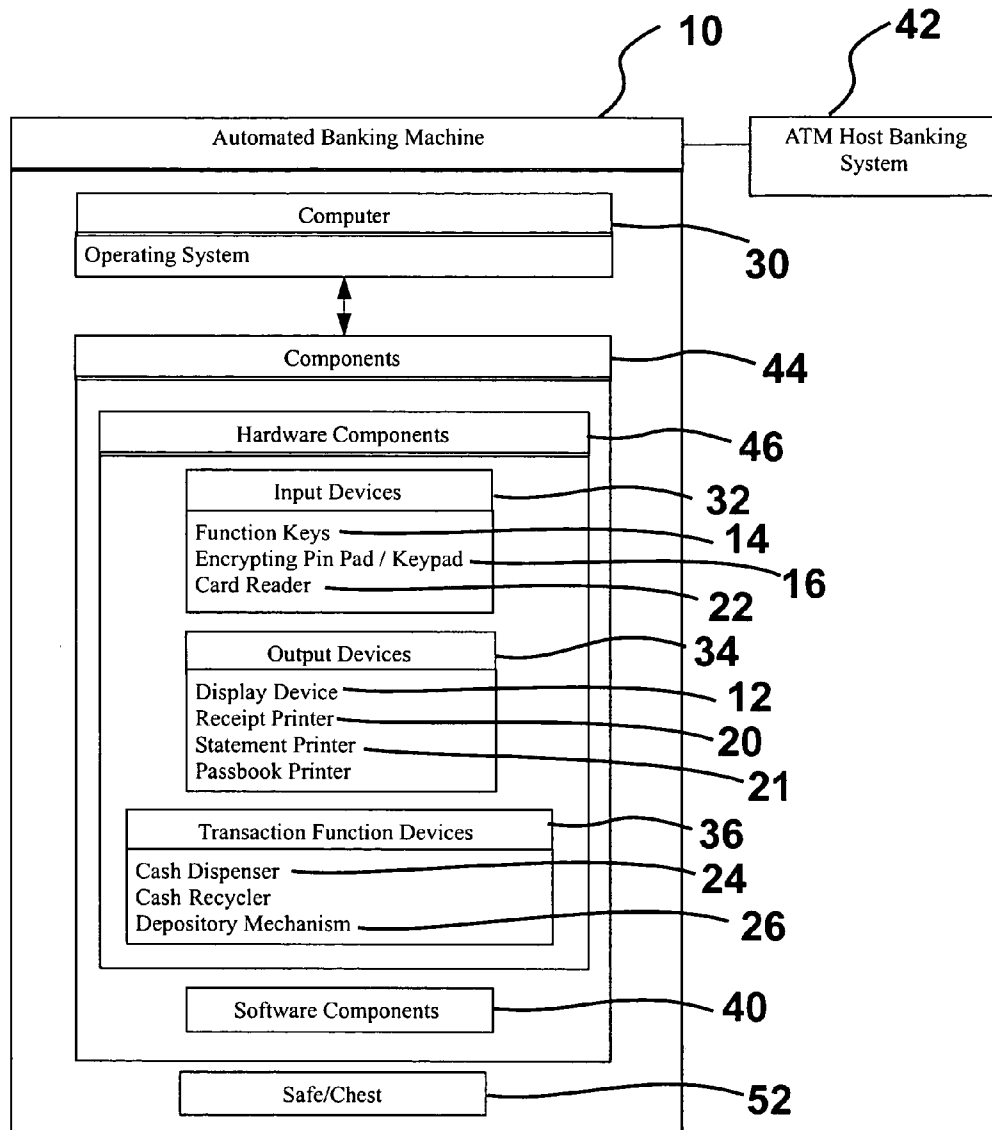 10
42
Automated Banking Machine
ATM Host Banking
System
Computer
30
Operating System
Components
44
Hardware Components
46
Input Devices
32
Function Keys
14
Encrypting Pin Pad / Keypad
16
Card Reader
22
Output Devices
34
Display Device
12
Receipt Printer
20
Statement Printer
21
Passbook Printer
Transaction Function Devices
36
Cash Dispenser
24
Cash Recycler
Depository Mechanism
26
Software Components
40
Safe/Chest
52